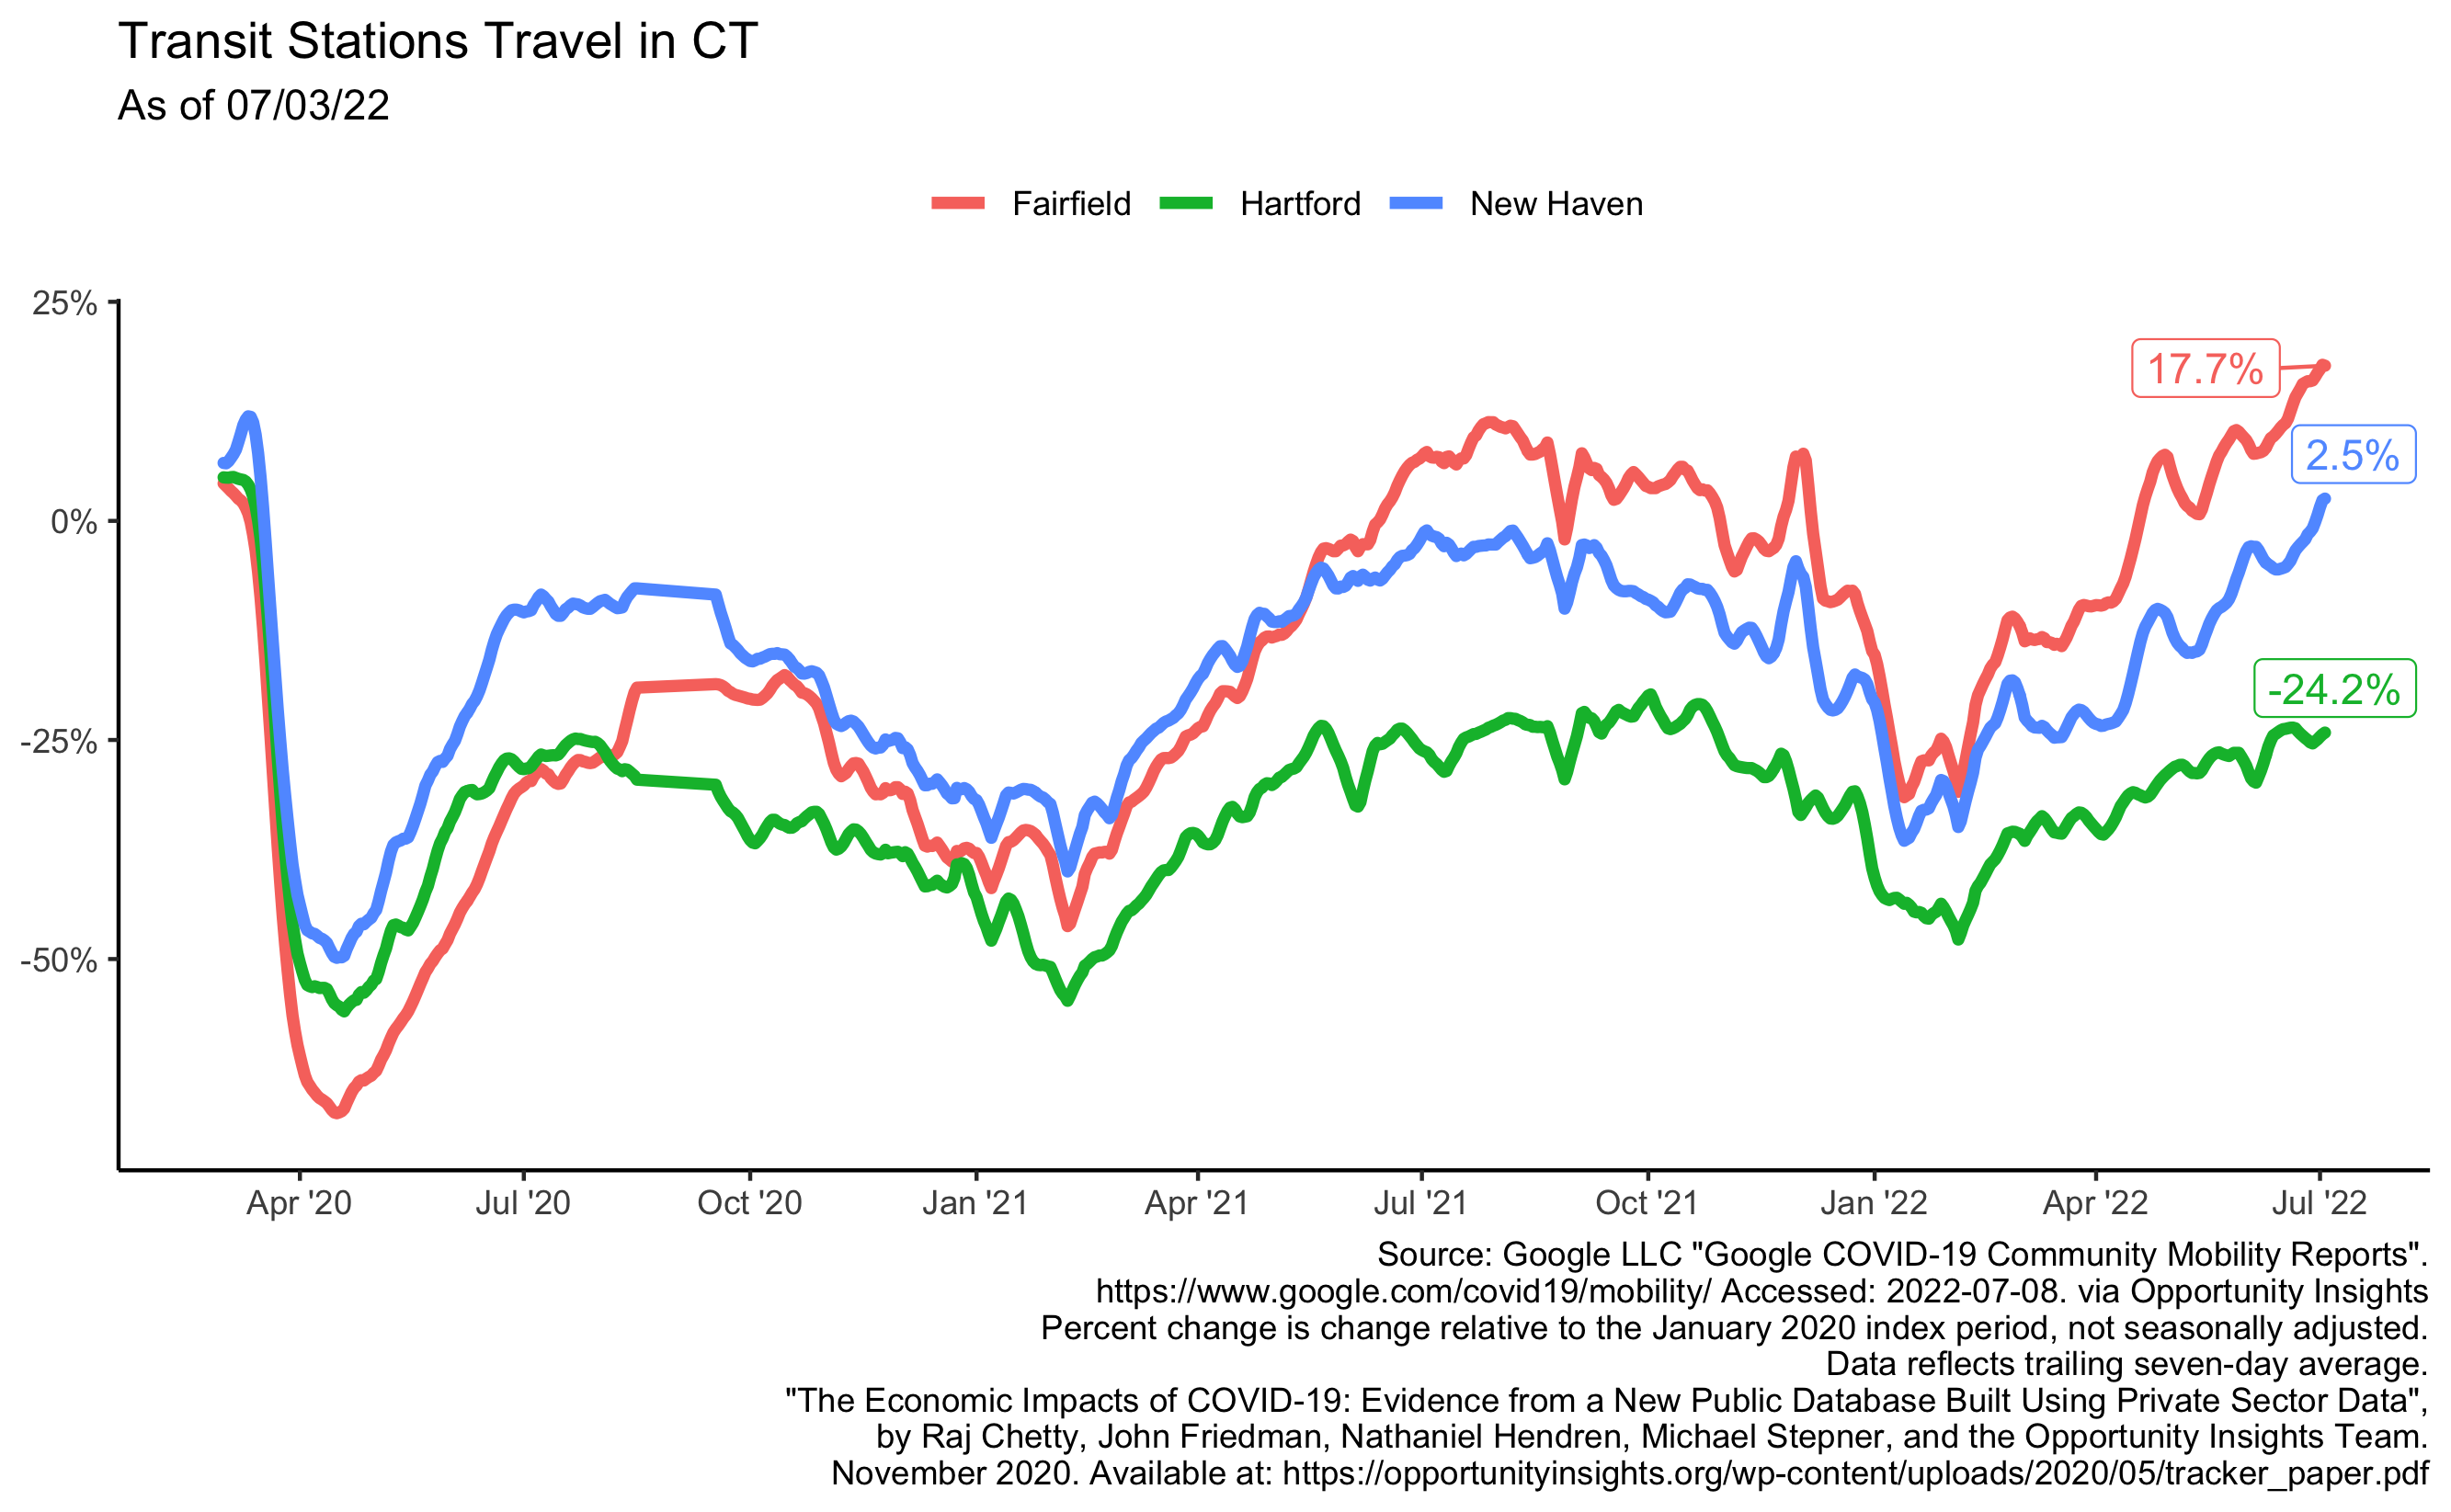 Transit Stations Travel in CT
As of 07/03/22
Fairfield Hartford New Haven
25%
0%
-25%
-50%
17.7%
2.5%
-24.2%
Apr '20 Jul '20 Oct '20 Jan '21 Apr '21 Jul '21 Oct '21 Jan '22 Apr '22 Jul '22
Source: Google LLC "Google COVID-19 Community Mobility Reports".
https://www.google.com/covid19/mobility/ Accessed: 2022-07-08. via Opportunity Insights
Percent change is change relative to the January 2020 index period, not seasonally adjusted.
Data reflects trailing seven-day average.
"The Economic Impacts of COVID-19: Evidence from a New Public Database Built Using Private Sector Data",
by Raj Chetty, John Friedman, Nathaniel Hendren, Michael Stepner, and the Opportunity Insights Team.
November 2020. Available at: https://opportunityinsights.org/wp-content/uploads/2020/05/tracker_paper.pdf